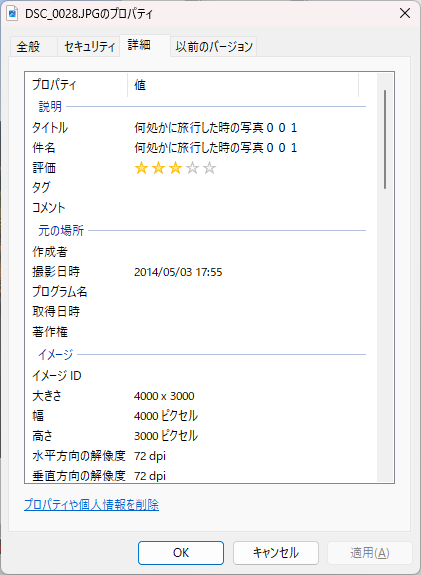 DSC_0028.JPGのプロパティ
全般 セキュリティ 詳細 以前のバージョン
プロパティ 値
説明
タイトル 何処かに旅行した時の写真００１
件名 何処かに旅行した時の写真００１
評価
タグ
コメント
元の場所
作成者
撮影日時 2014/05/03 17:55
プログラム名
取得日時
著作権
イメージ
イメージ ID
大きさ 4000 x 3000
幅 4000 ピクセル
高さ 3000 ピクセル
水平方向の解像度 72 dpi
垂直方向の解像度 72 dpi
プロパティや個人情報を削除
OK キャンセル 適用(A)